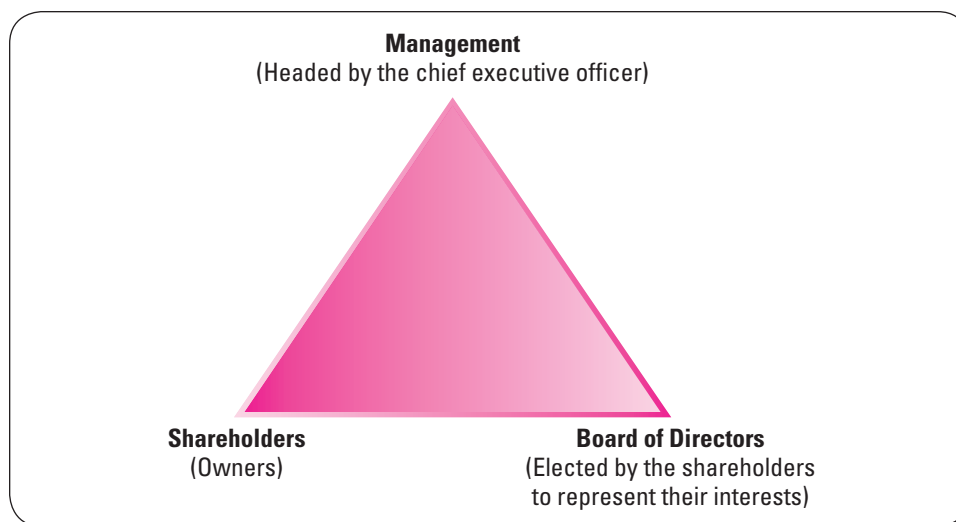 Management
(Headed by the chief executive officer)
Shareholders
(Owners)
Board of Directors
(Elected by the shareholders
to represent their interests)